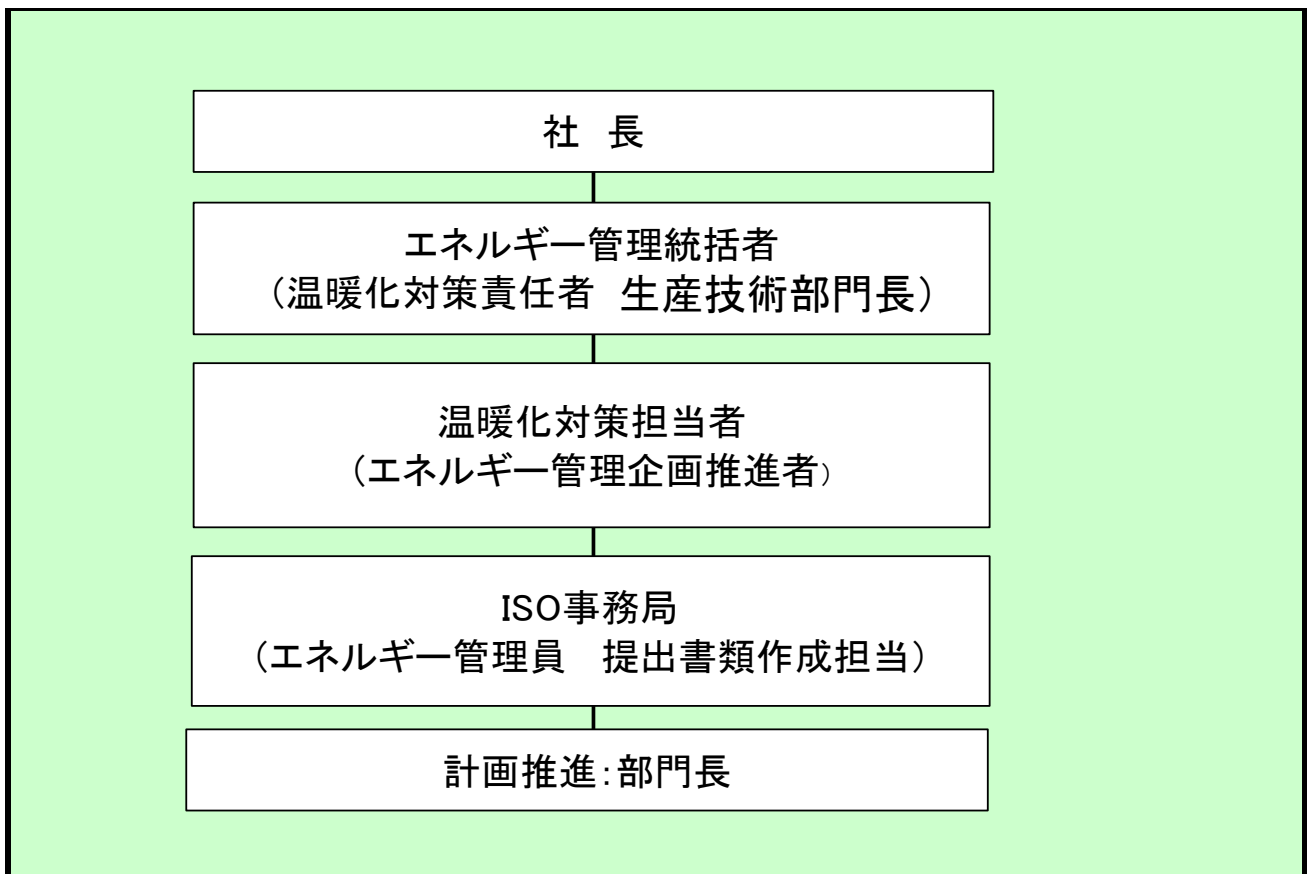 社　長
エネルギー管理統括者
（温暖化対策責任者　生産技術部門長）
温暖化対策担当者
（エネルギー管理企画推進者）
ISO事務局
（エネルギー管理員　提出書類作成担当）
計画推進：部門長